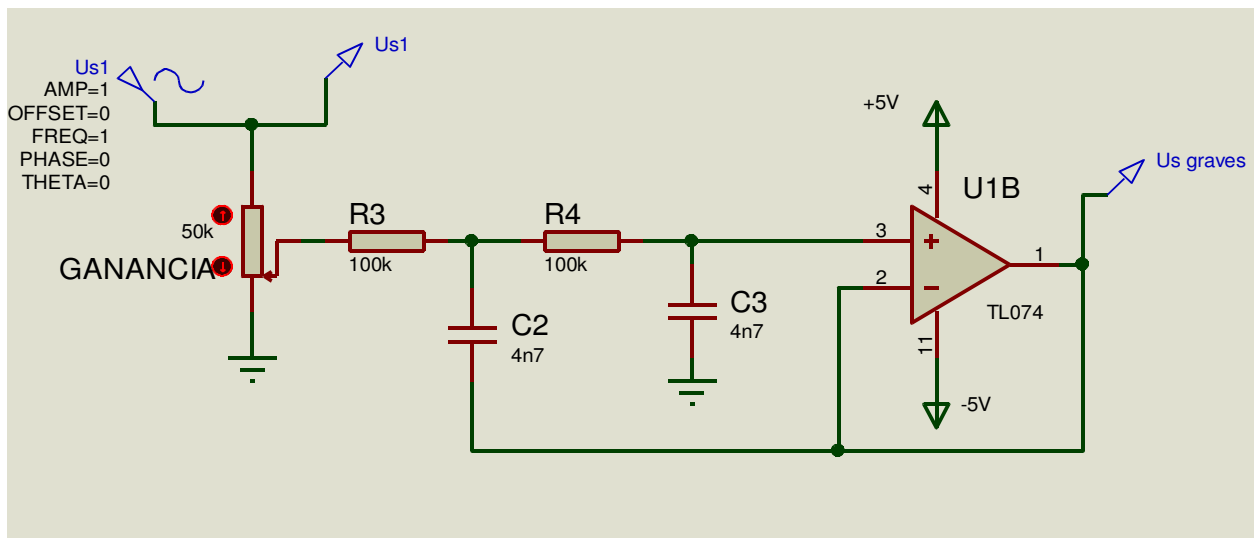 Us1
AMP=1
OFFSET=0
FREQ=1
PHASE=0
THETA=0
Us1
50k
GANANCIA
R3
100k
R4
100k
C2
4n7
C3
4n7
+5V
4
U1B
3
2
1
TL074
11
-5V
Us graves